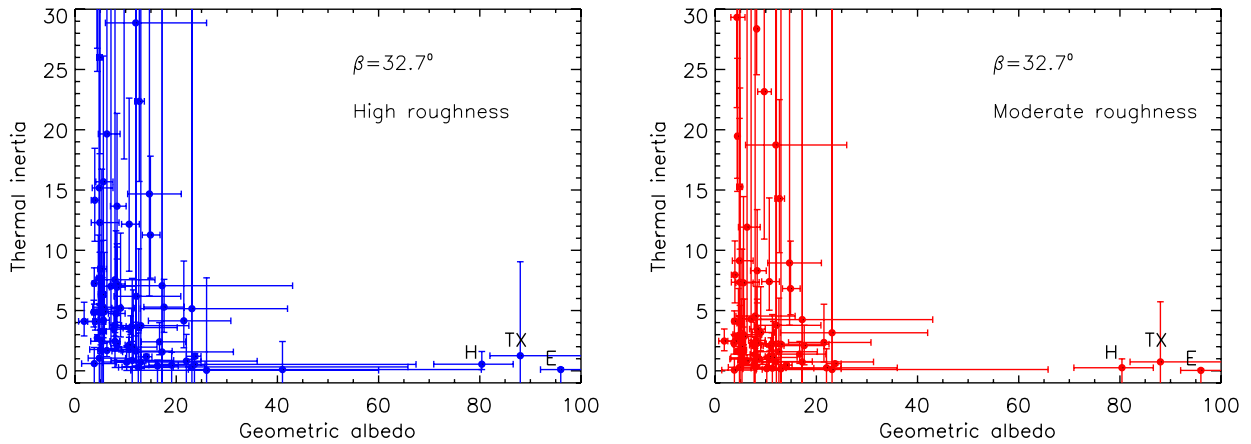 30
25
20
15
10
5
0
Thermal inertia
β=32.7°
High roughness
H
TX
E
0 20 40 60 80 100
Geometric albedo
30
25
20
15
10
5
0
Thermal inertia
β=32.7°
Moderate roughness
H
TX
E
0 20 40 60 80 100
Geometric albedo